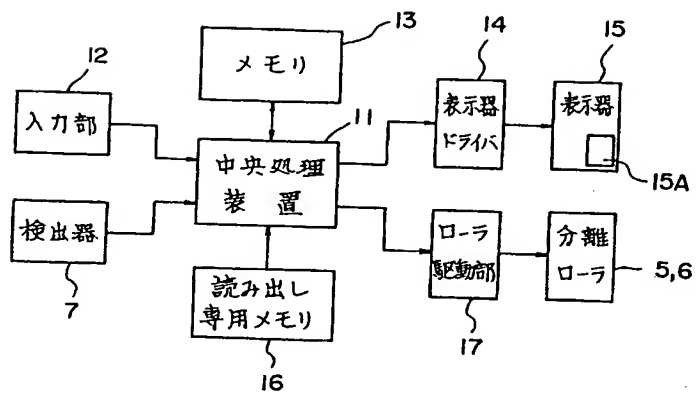 13
14
15
12
メモリ
11
表示器
ドライバ
表示器
入力部
中央処理
装置
15A
検出器
ローラ
駆動部
分離
ローラ
7
読み出し
専用メモリ
5,6
17
16